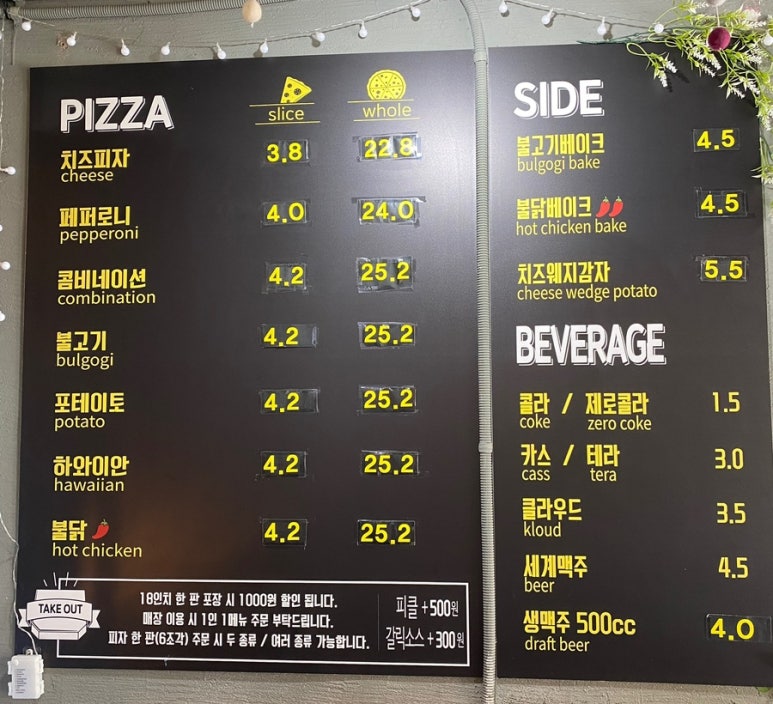 PIZZA
slice whole
치즈피자 3.8 22.8
cheese
페퍼로니 4.0 24.0
pepperoni
콤비네이션 4.2 25.2
combination
불고기 4.2 25.2
bulgogi
포테이토 4.2 25.2
potato
하와이안 4.2 25.2
hawaiian
불닭 4.2 25.2
hot chicken
TAKE OUT
18인치 한 판 포장 시 1000원 할인 됩니다.
매장 이용 시 1인 1메뉴 주문 부탁드립니다.
피자 한 판(6조각) 주문 시 두 종류 / 여러 종류 가능합니다.
피클 +500원
갈릭소스 +300원
SIDE
불고기베이크 4.5
bulgogi bake
불닭베이크 4.5
hot chicken bake
치즈웨지감자 5.5
cheese wedge potato
BEVERAGE
콜라 / 제로콜라 1.5
coke zero coke
카스 / 테라 3.0
cass tera
클라우드 3.5
kloud
세계맥주 4.5
beer
생맥주 500cc 4.0
draft beer